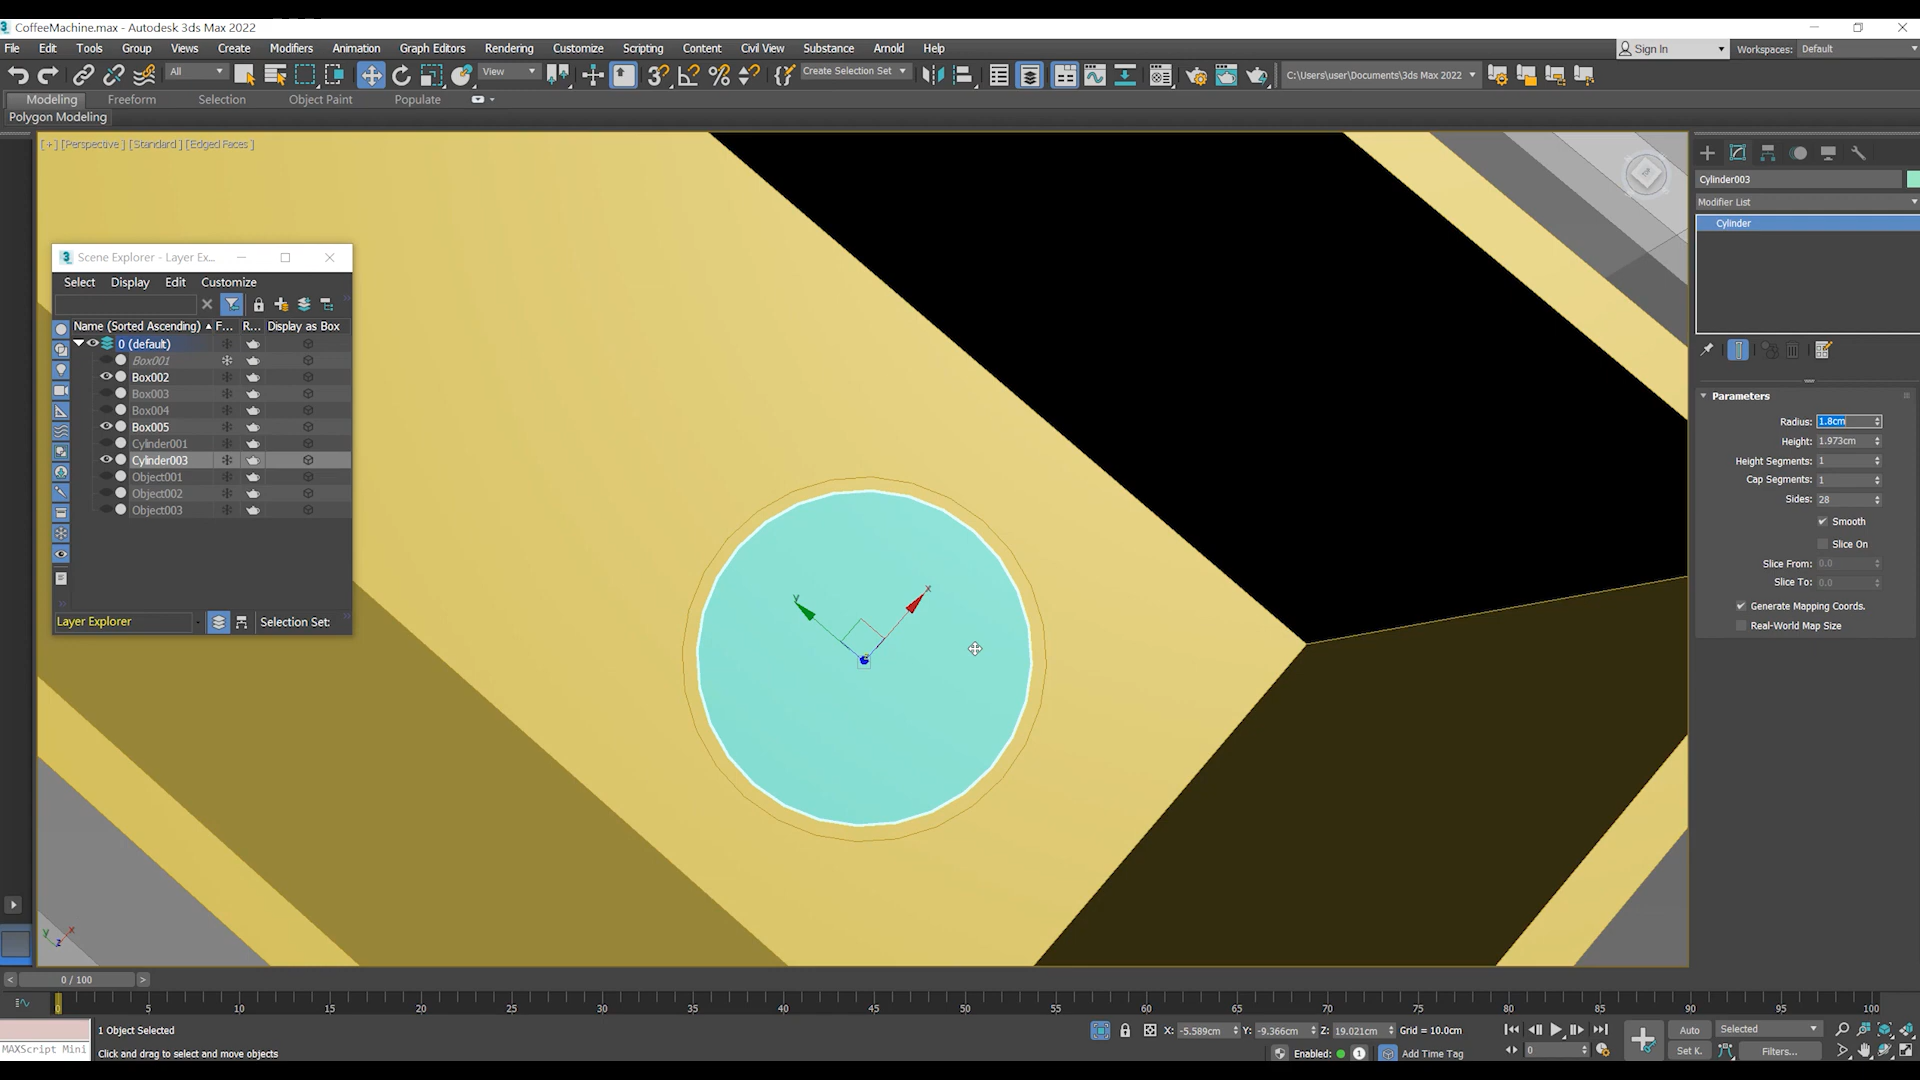 CoffeeMachine.max - Autodesk 3ds Max 2022
File Edit Tools Group Views Create Modifiers Animation Graph Editors Rendering Customize Scripting Content Civil View Substance Arnold Help
Sign In
Workspaces: Default
All
View
Create Selection Set
C:\Users\user\Documents\3ds Max 2022
Modeling Freeform Selection Object Paint Populate
Polygon Modeling
[+] [Perspective ] [Standard ] [Edged Faces ]
Cylinder003
Modifier List
Cylinder
Scene Explorer - Layer Ex...
Select Display Edit Customize
Name (Sorted Ascending) F... R... Display as Box
0 (default)
Box001
Box002
Box003
Box004
Box005
Cylinder001
Cylinder003
Object001
Object002
Object003
Layer Explorer
Selection Set:
Parameters
Radius: 1.8cm
Height: 1.973cm
Height Segments: 1
Cap Segments: 1
Sides: 28
Smooth
Slice On
Slice From: 0.0
Slice To: 0.0
Generate Mapping Coords.
Real-World Map Size
y x
y x
z
0 / 100
0 5 10 15 20 25 30 35 40 45 50 55 60 65 70 75 80 85 90 95 100
1 Object Selected
X: -5.589cm Y: -9.366cm Z: 19.021cm Grid = 10.0cm
Auto Selected
MAXScript Mini
Click and drag to select and move objects
Enabled: 1 Add Time Tag
0
Set K. Filters...